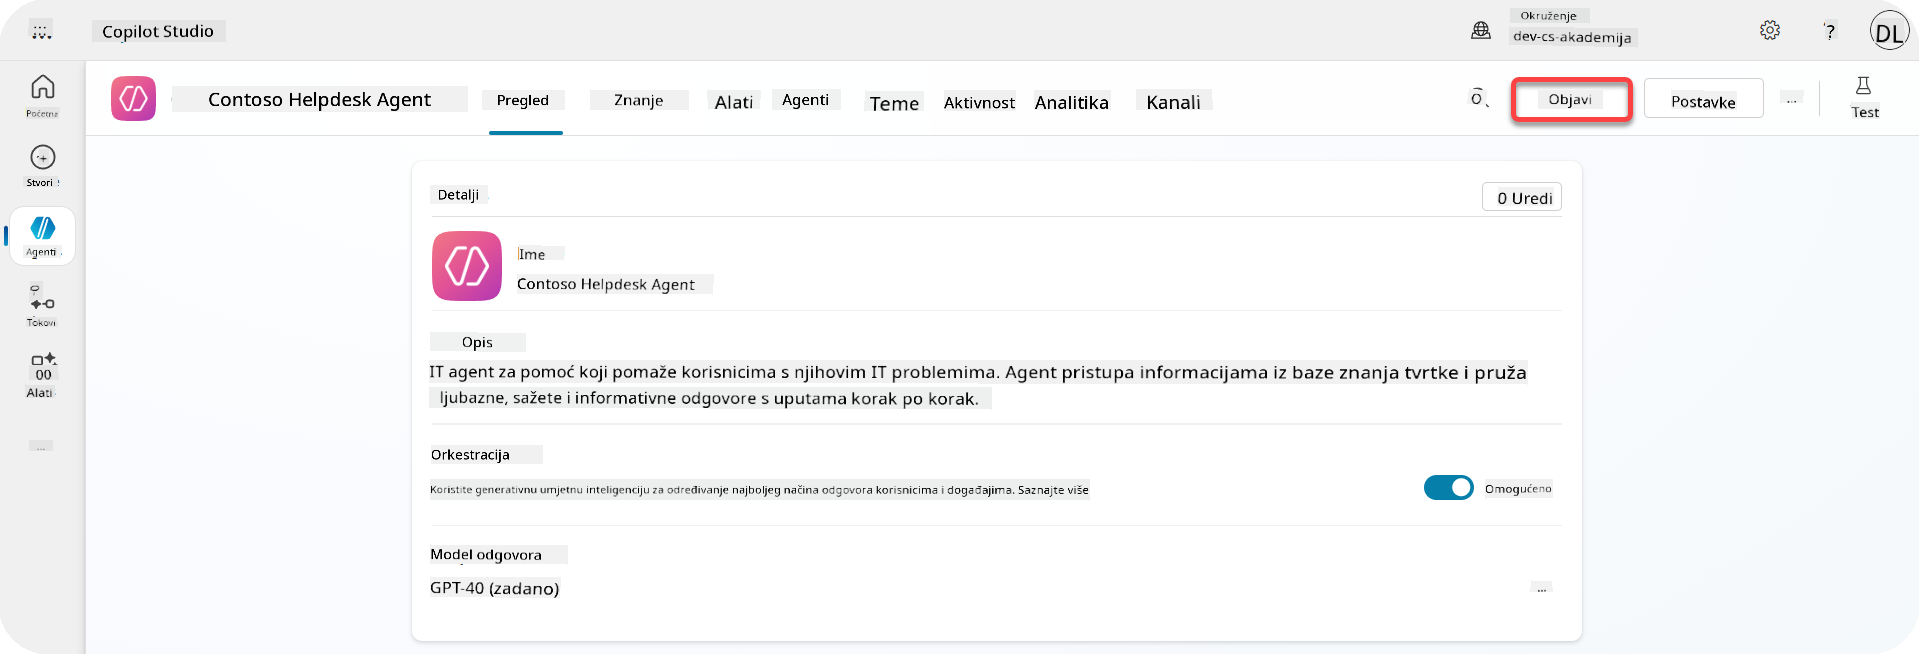 Copilot Studio
Okruženje
dev-cs-akademija
?
DL
Početna
Stvori
Agenti
Tokovi
Alati
Contoso Helpdesk Agent
Pregled
Znanje
Alati
Agenti
Teme
Aktivnost
Analitika
Kanali
Objavi
Postavke
...
Test
Detalji
0 Uredi
Ime
Contoso Helpdesk Agent
Opis
IT agent za pomoć koji pomaže korisnicima s njihovim IT problemima. Agent pristupa informacijama iz baze znanja tvrtke i pruža
ljubazne, sažete i informativne odgovore s uputama korak po korak.
Orkestracija
Koristite generativnu umjetnu inteligenciju za određivanje najboljeg načina odgovora korisnicima i događajima. Saznajte više
Omogućeno
Model odgovora
GPT-40 (zadano)
...